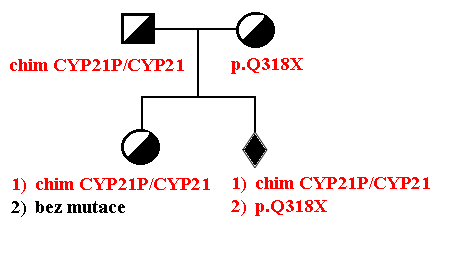 chim CYP21P/CYP21
p.Q318X
1) chim CYP21P/CYP21
2) bez mutace
1) chim CYP21P/CYP21
2) p.Q318X